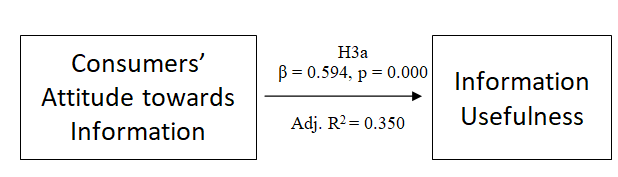 Consumers’
Attitude towards
Information
H3a
β = 0.594, p = 0.000
Adj. R² = 0.350
Information
Usefulness